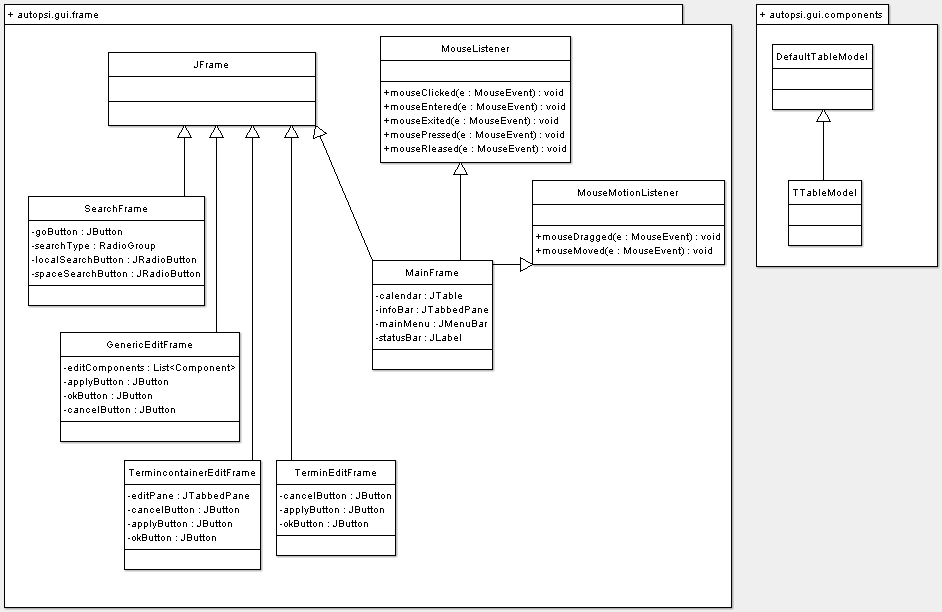 + autopsi.gui.frame
JFrame
MouseListener
+mouseClicked(e : MouseEvent) : void
+mouseEntered(e : MouseEvent) : void
+mouseExited(e : MouseEvent) : void
+mousePressed(e : MouseEvent) : void
+mouseRleased(e : MouseEvent) : void
MouseMotionListener
+mouseDragged(e : MouseEvent) : void
+mouseMoved(e : MouseEvent) : void
SearchFrame
-goButton : JButton
-searchType : RadioGroup
-localSearchButton : JRadioButton
-spaceSearchButton : JRadioButton
MainFrame
-calendar : JTable
-infoBar : JTabbedPane
-mainMenu : JMenuBar
-statusBar : JLabel
GenericEditFrame
-editComponents : List<Component>
-applyButton : JButton
-okButton : JButton
-cancelButton : JButton
TermincontainerEditFrame
-editPane : JTabbedPane
-cancelButton : JButton
-applyButton : JButton
-okButton : JButton
TerminEditFrame
-cancelButton : JButton
-applyButton : JButton
-okButton : JButton
+ autopsi.gui.components
DefaultTableModel
TTableModel